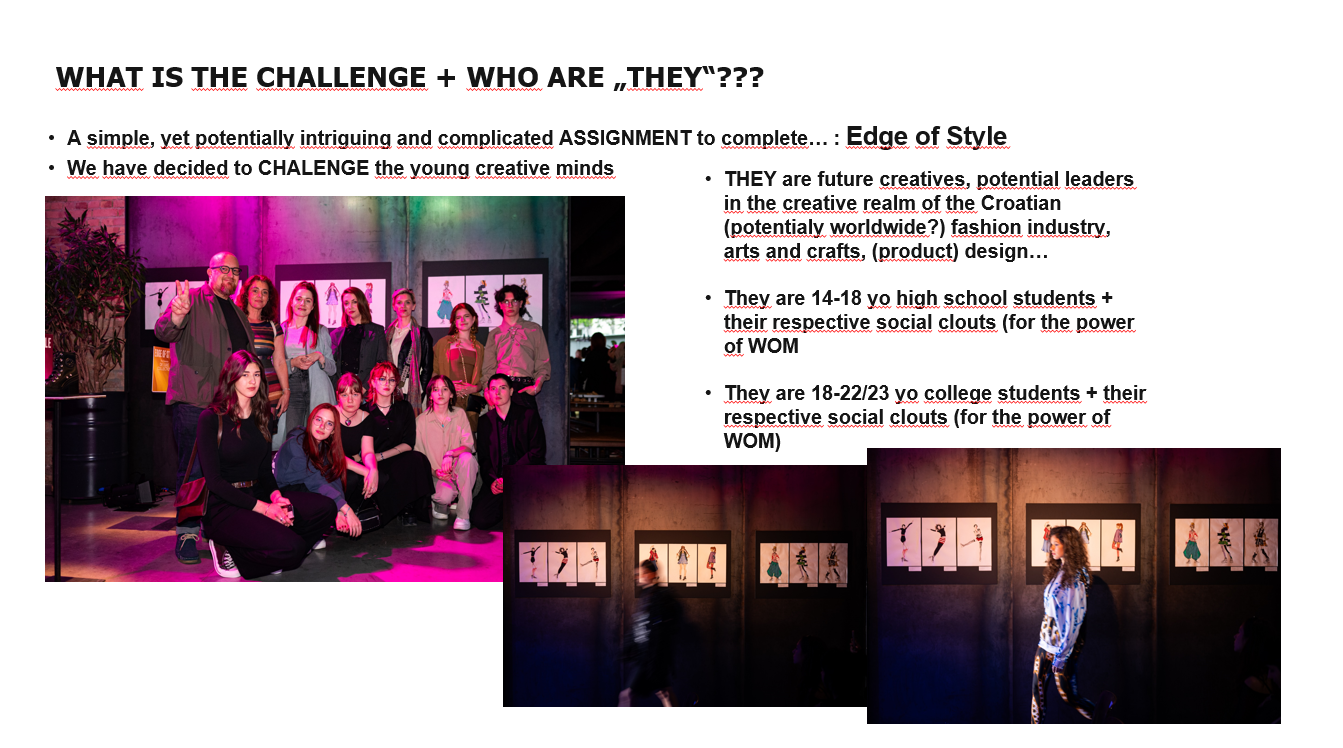 WHAT IS THE CHALLENGE + WHO ARE „THEY“???
• A simple, yet potentially intriguing and complicated ASSIGNMENT to complete… : Edge of Style
• We have decided to CHALENGE the young creative minds
• THEY are future creatives, potential leaders
in the creative realm of the Croatian
(potentialy worldwide?) fashion industry,
arts and crafts, (product) design…
• They are 14-18 yo high school students +
their respective social clouts (for the power
of WOM
• They are 18-22/23 yo college students + their
respective social clouts (for the power of
WOM)